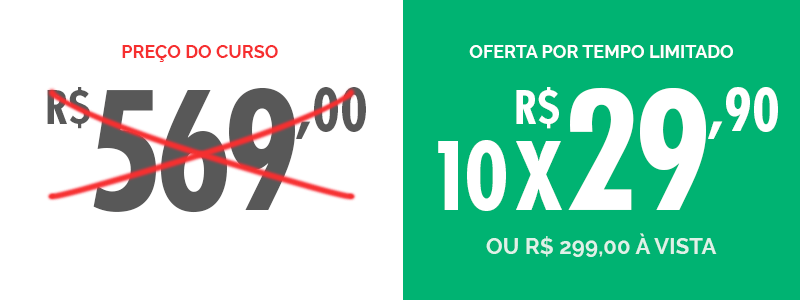 PREÇO DO CURSO
R$ 569,00
OFERTA POR TEMPO LIMITADO
10 X R$ 29,90
OU R$ 299,00 À VISTA